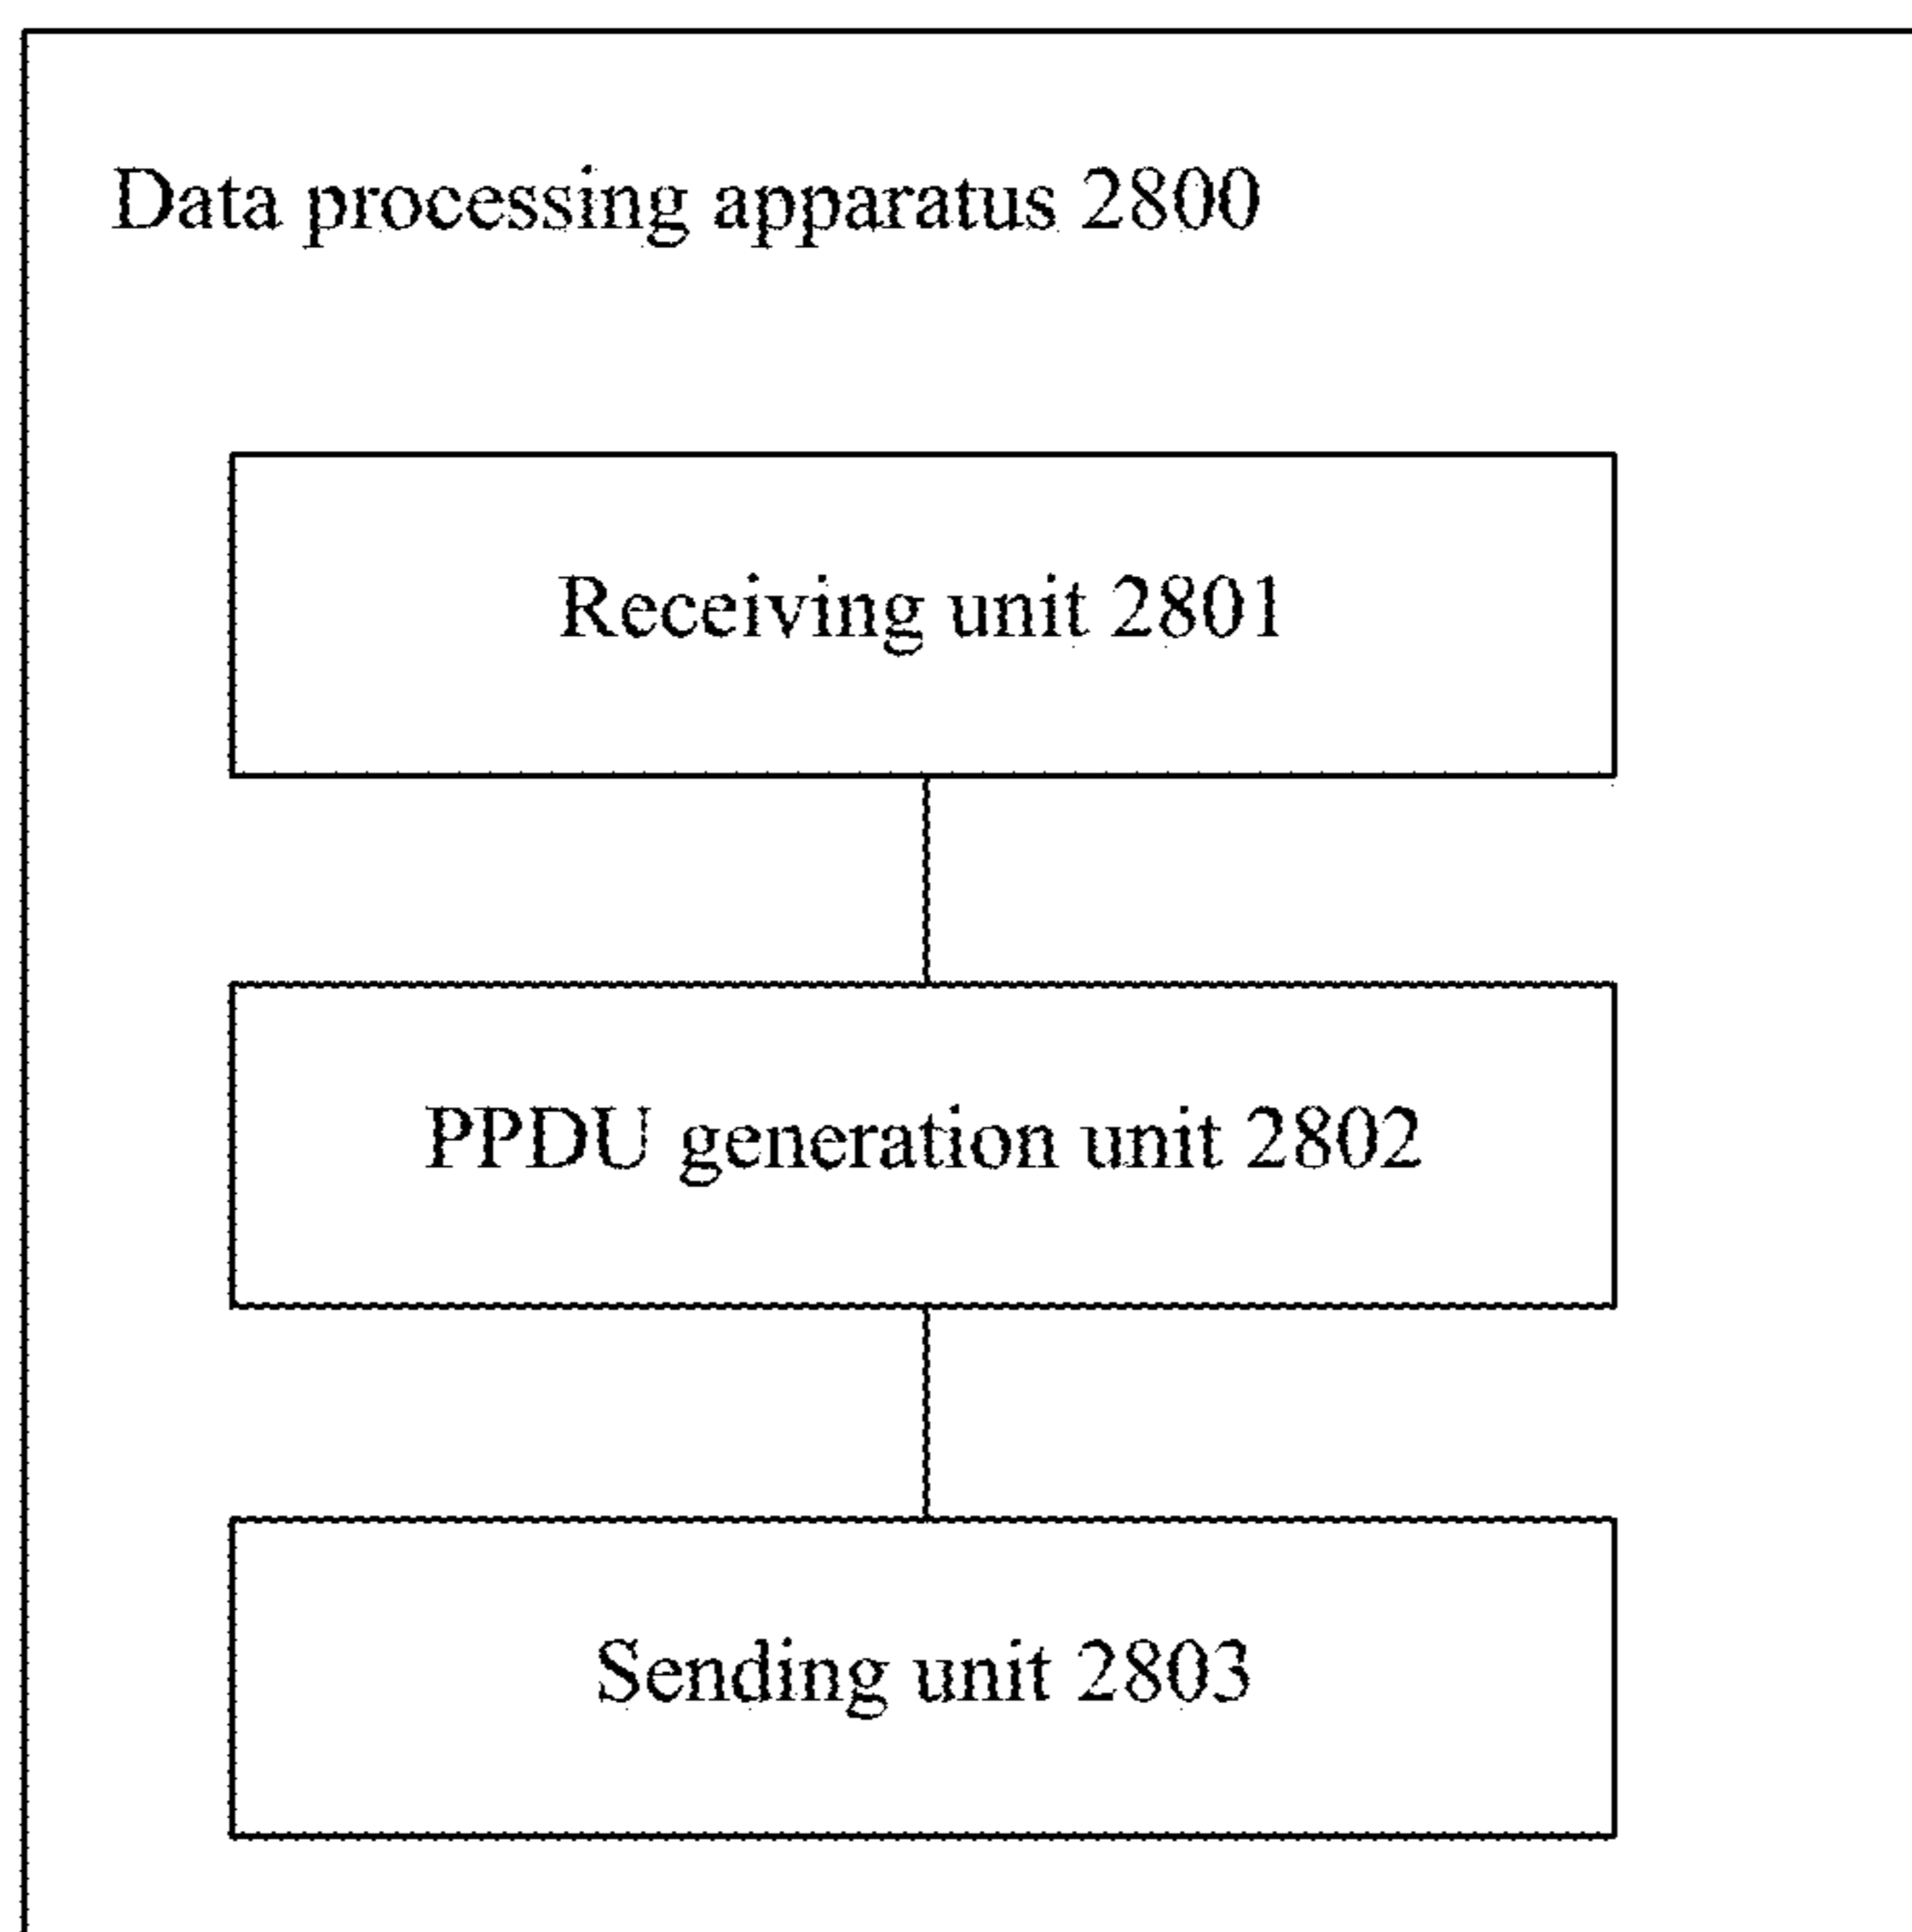 Data processing apparatus 2800
Receiving unit 2801
PPDU generation unit 2802
Sending unit 2803